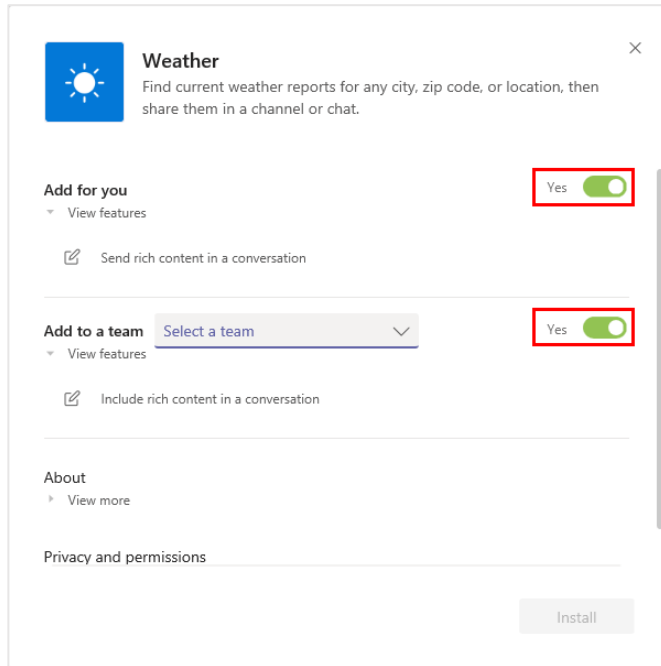 Weather
Find current weather reports for any city, zip code, or location, then
share them in a channel or chat.
Add for you
Yes
View features
Send rich content in a conversation
Add to a team
Select a team
Yes
View features
Include rich content in a conversation
About
View more
Privacy and permissions
Install